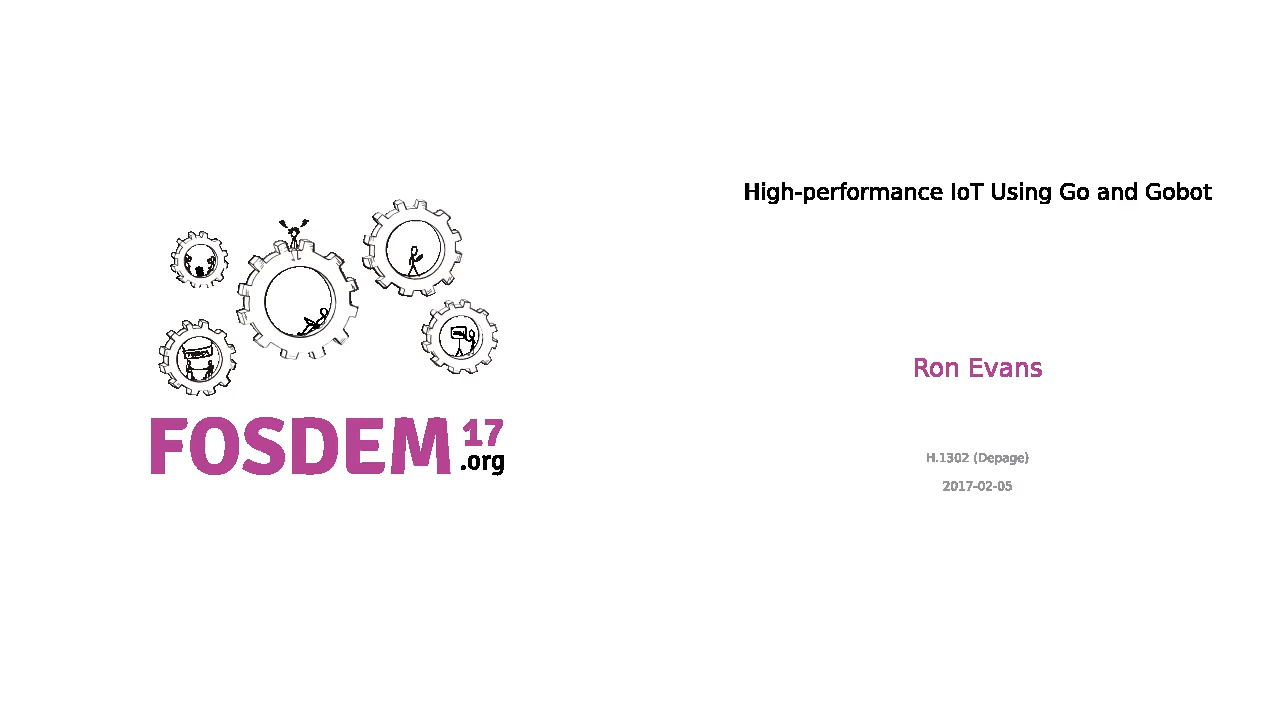 FOSDEM 17
.org
High-performance IoT Using Go and Gobot
Ron Evans
H.1302 (Depage)
2017-02-05